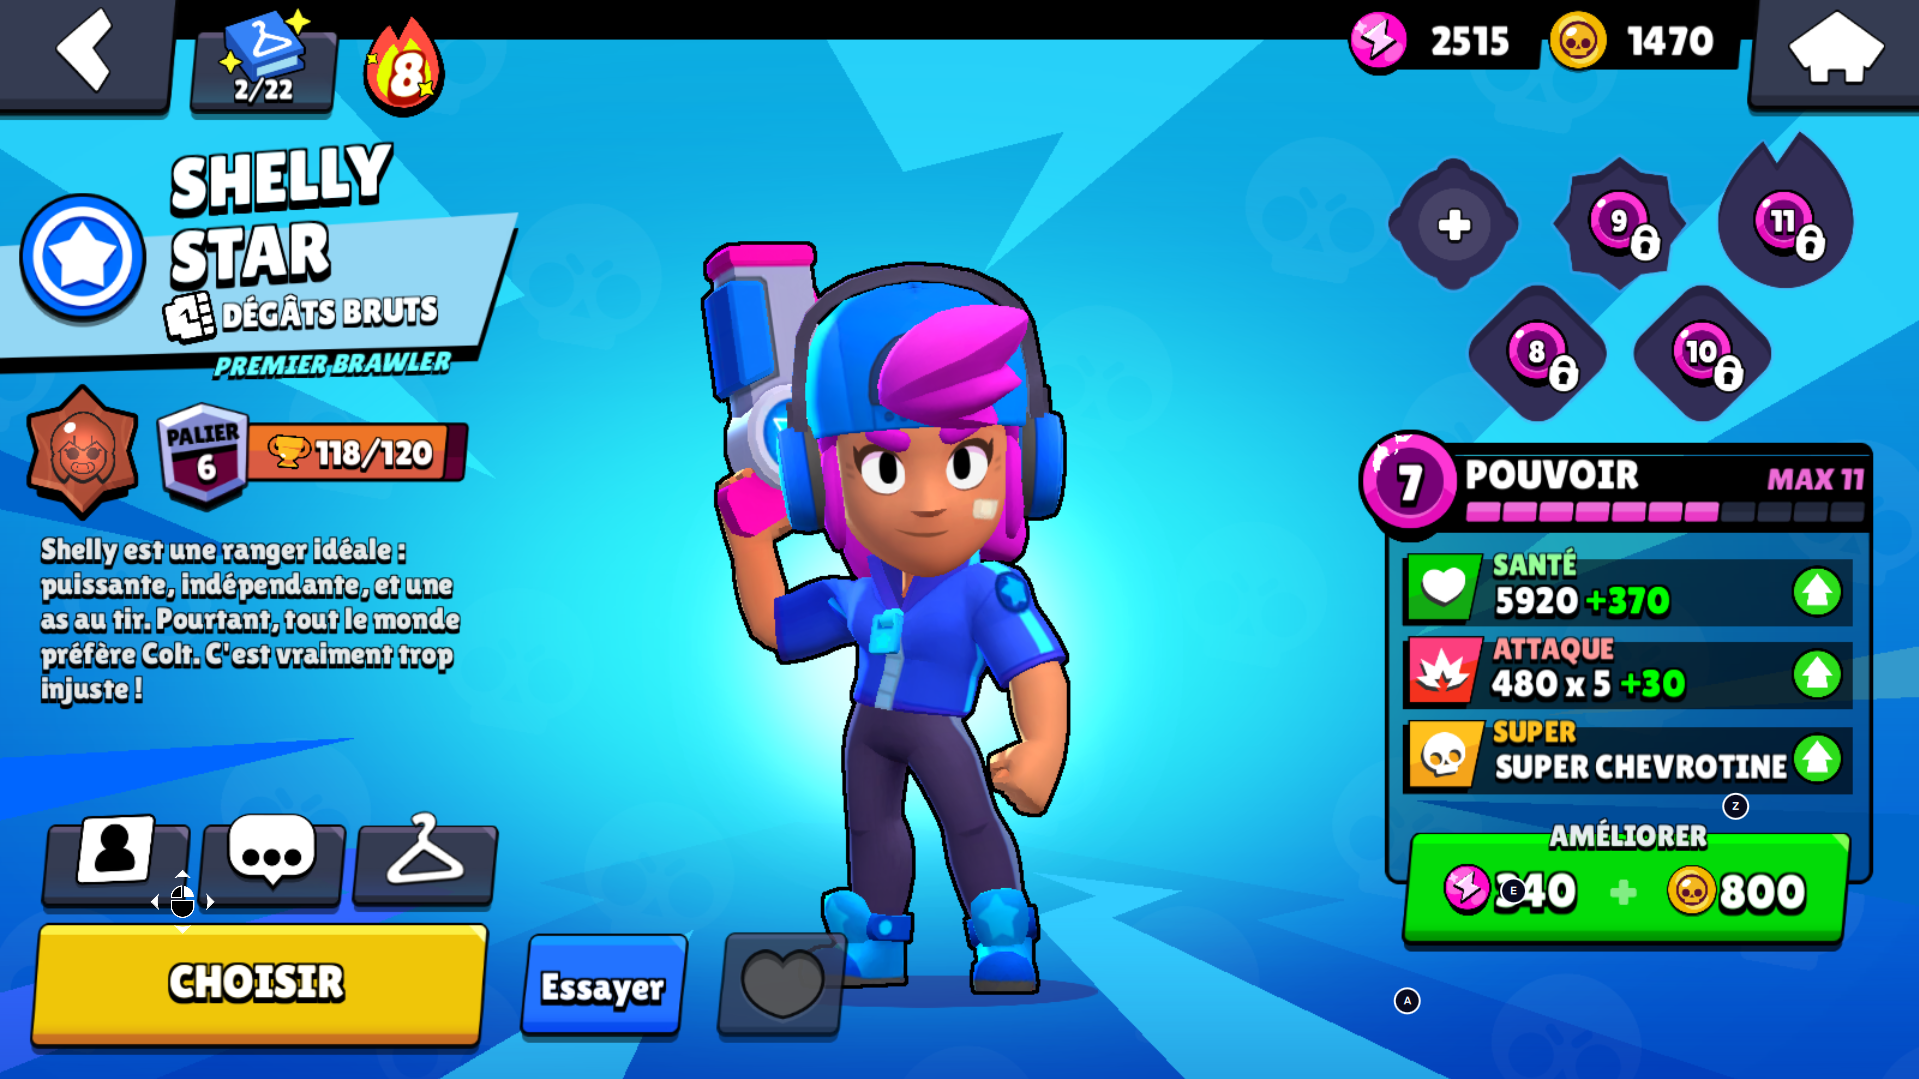 2/22
8
2515
1470
SHELLY
STAR
DÉGÂTS BRUTS
PREMIER BRAWLER
PALIER
6
118/120
Shelly est une ranger idéale :
puissante, indépendante, et une
as au tir. Pourtant, tout le monde
préfère Colt. C'est vraiment trop
injuste !
CHOISIR
Essayer
9
11
8
10
7
POUVOIR
MAX 11
SANTÉ
5920 +370
ATTAQUE
480 x 5 +30
SUPER
SUPER CHEVROTINE
Z
AMÉLIORER
E
340 + 800
A